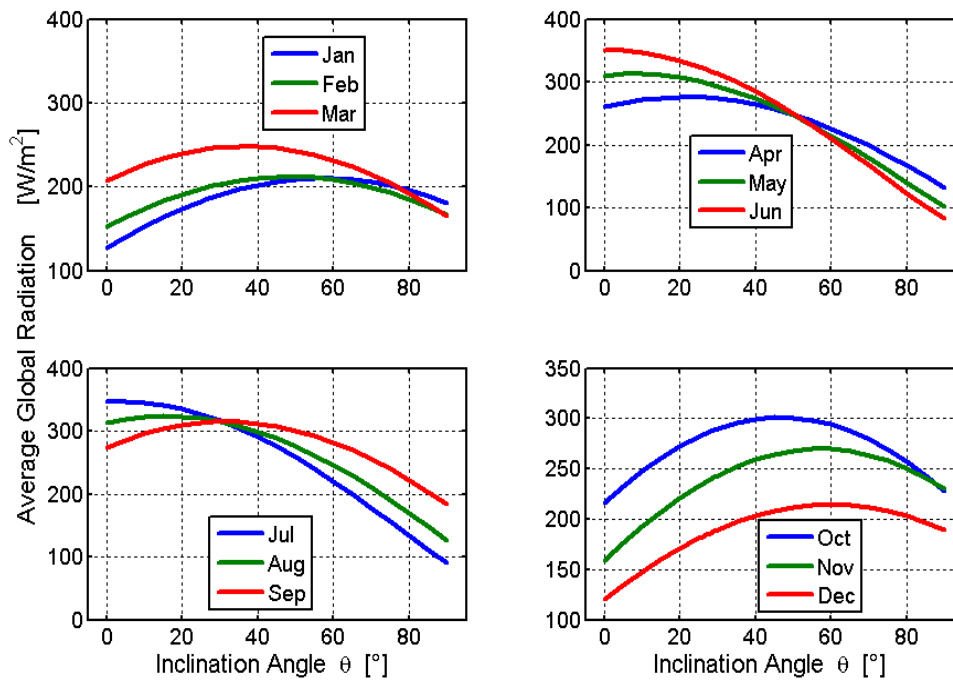 400
300
200
100
0 20 40 60 80
Jan
Feb
Mar
400
300
200
100
0
0 20 40 60 80
Apr
May
Jun
Average Global Radiation [W/m²]
400
300
200
100
0
0 20 40 60 80
Jul
Aug
Sep
Inclination Angle θ [°]
350
300
250
200
150
100
0 20 40 60 80
Oct
Nov
Dec
Inclination Angle θ [°]